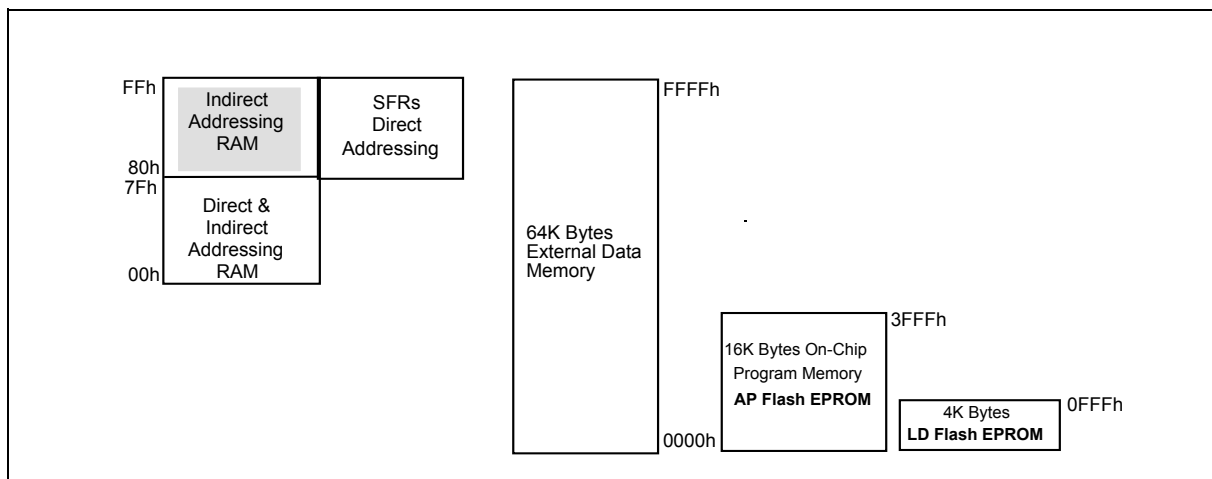 FFh
Indirect
Addressing
RAM
80h
SFRs
Direct
Addressing
7Fh
Direct &
Indirect
Addressing
RAM
00h
FFFFh
64K Bytes
External Data
Memory
0000h
3FFFh
16K Bytes On-Chip
Program Memory
AP Flash EPROM
0FFFh
4K Bytes
LD Flash EPROM